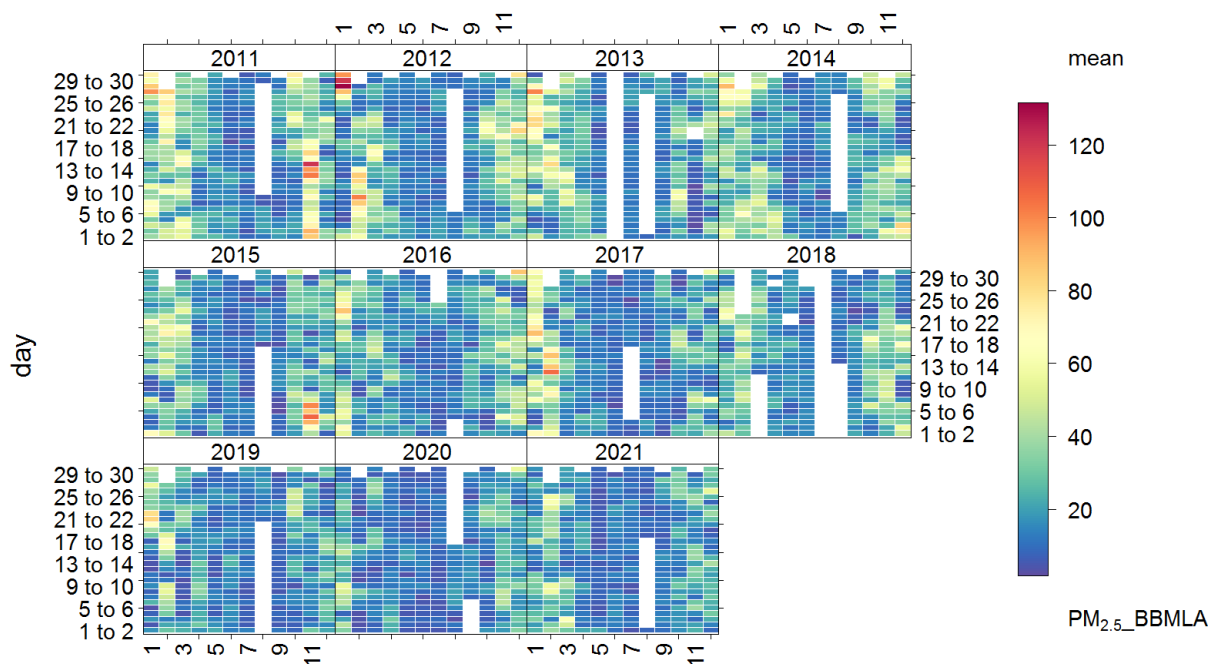 1 3 5 7 9 11
2011 2012 2013 2014
mean
29 to 30
25 to 26
21 to 22
17 to 18
13 to 14
9 to 10
5 to 6
1 to 2
120
100
80
60
40
20
day
2015 2016 2017 2018
29 to 30
25 to 26
21 to 22
17 to 18
13 to 14
9 to 10
5 to 6
1 to 2
2019 2020 2021
29 to 30
25 to 26
21 to 22
17 to 18
13 to 14
9 to 10
5 to 6
1 to 2
PM2.5_BBMLA
1 3 5 7 9 11
1 3 5 7 9 11